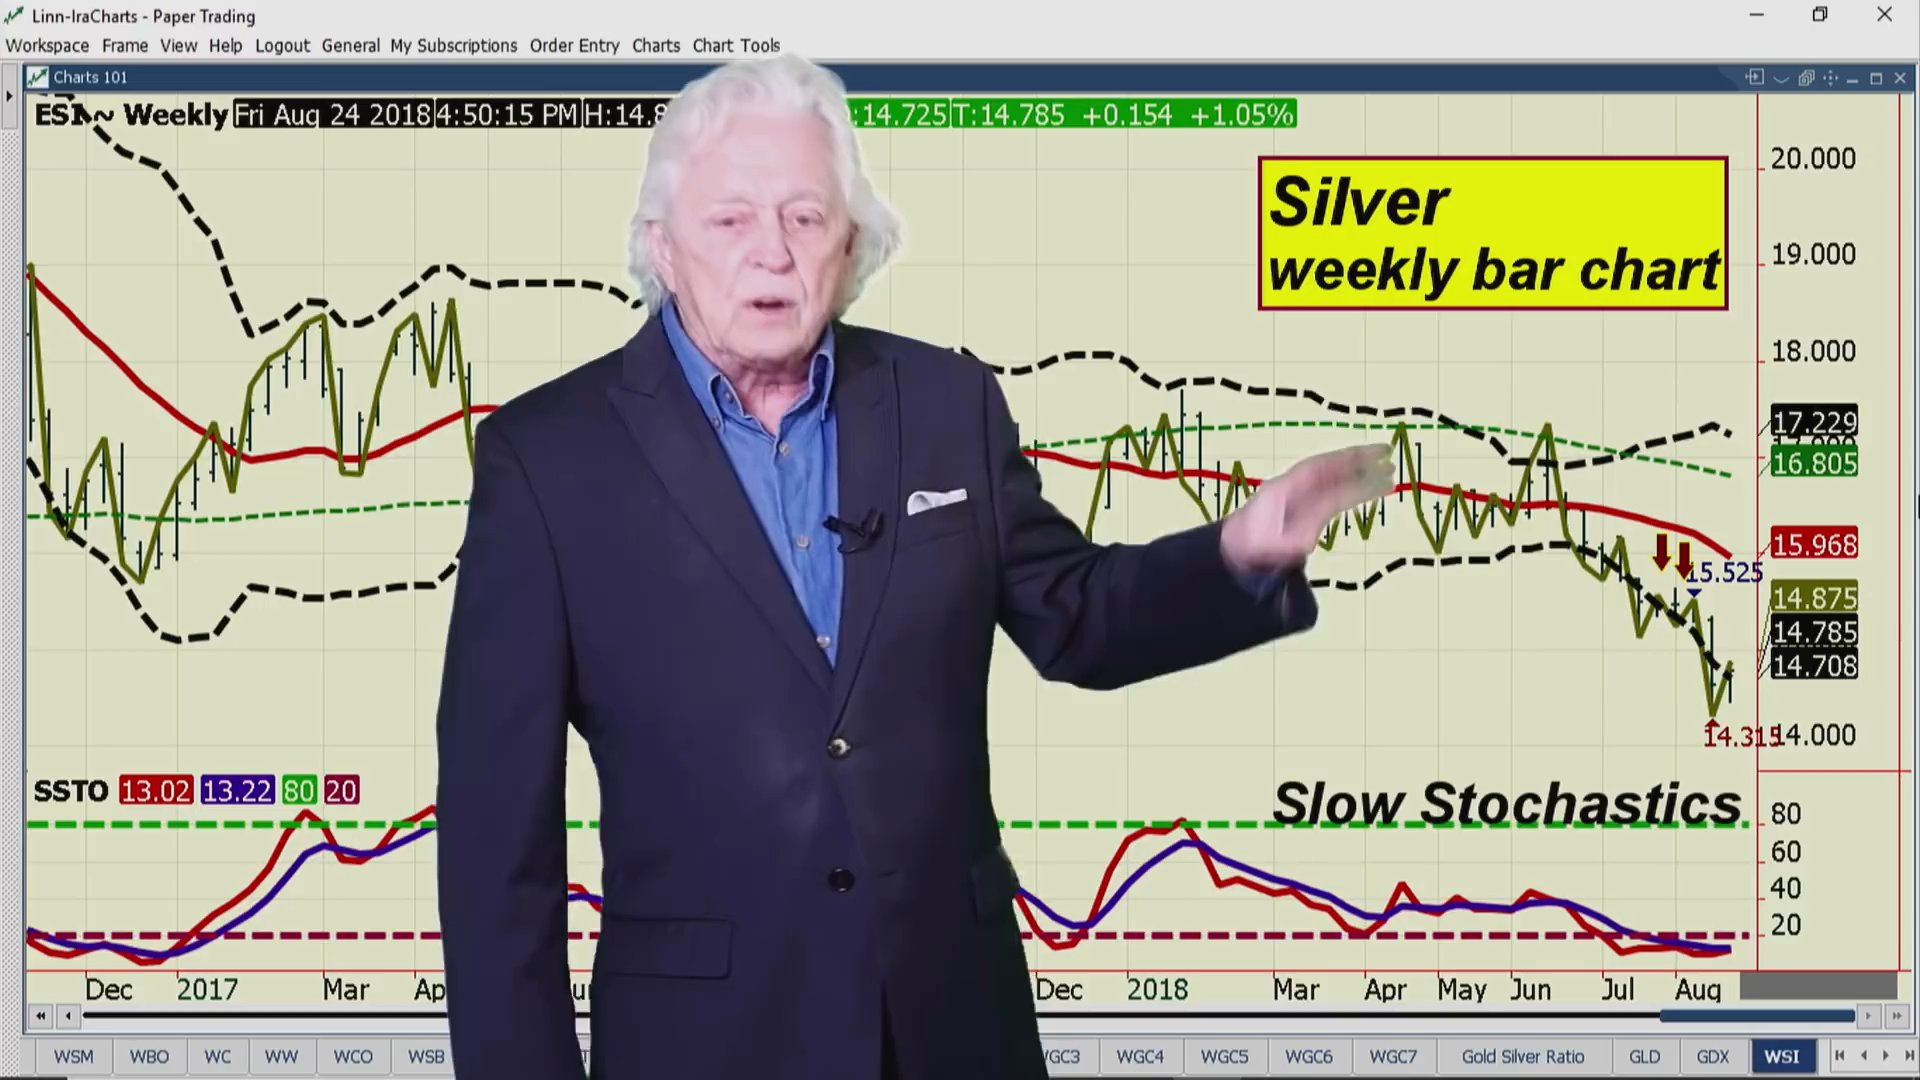 Linn-IraCharts - Paper Trading
Workspace Frame View Help Logout General My Subscriptions Order Entry Charts Chart Tools
Charts 101
Weekly Fri Aug 24 2018 4:50:15 PM H:14.8 :14.725 T:14.785 +0.154 +1.05%
Silver
weekly bar chart
20.000
19.000
18.000
17.229
16.805
15.968
15.525
14.875
14.785
14.708
14.315
14.000
SSTO 13.02 13.22 80 20
Slow Stochastics
80
60
40
20
Dec 2017 Mar Ap Dec 2018 Mar Apr May Jun Jul Aug
WSM WBO WC WW WCO WSB GC3 WGC4 WGC5 WGC6 WGC7 Gold Silver Ratio GLD GDX WSI